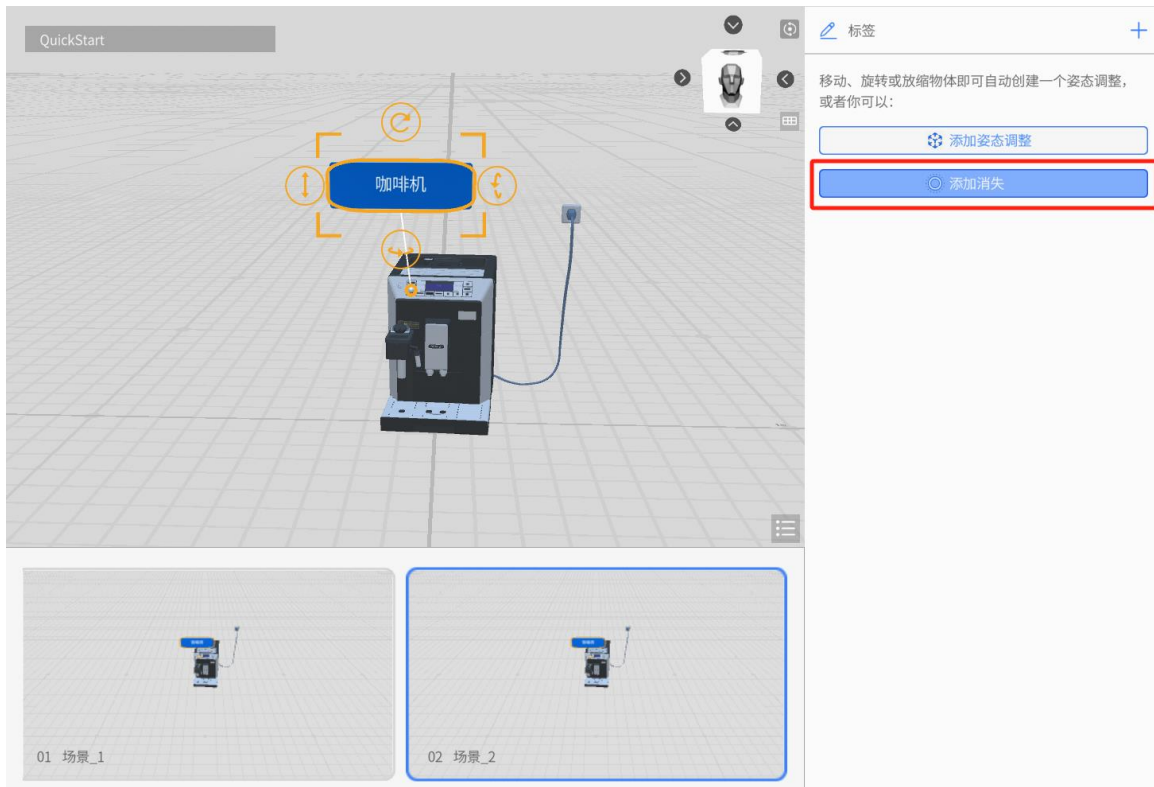 QuickStart
标签
移动、旋转或放缩物体即可自动创建一个姿态调整，
或者你可以：
添加姿态调整
添加消失
咖啡机
01 场景_1
02 场景_2